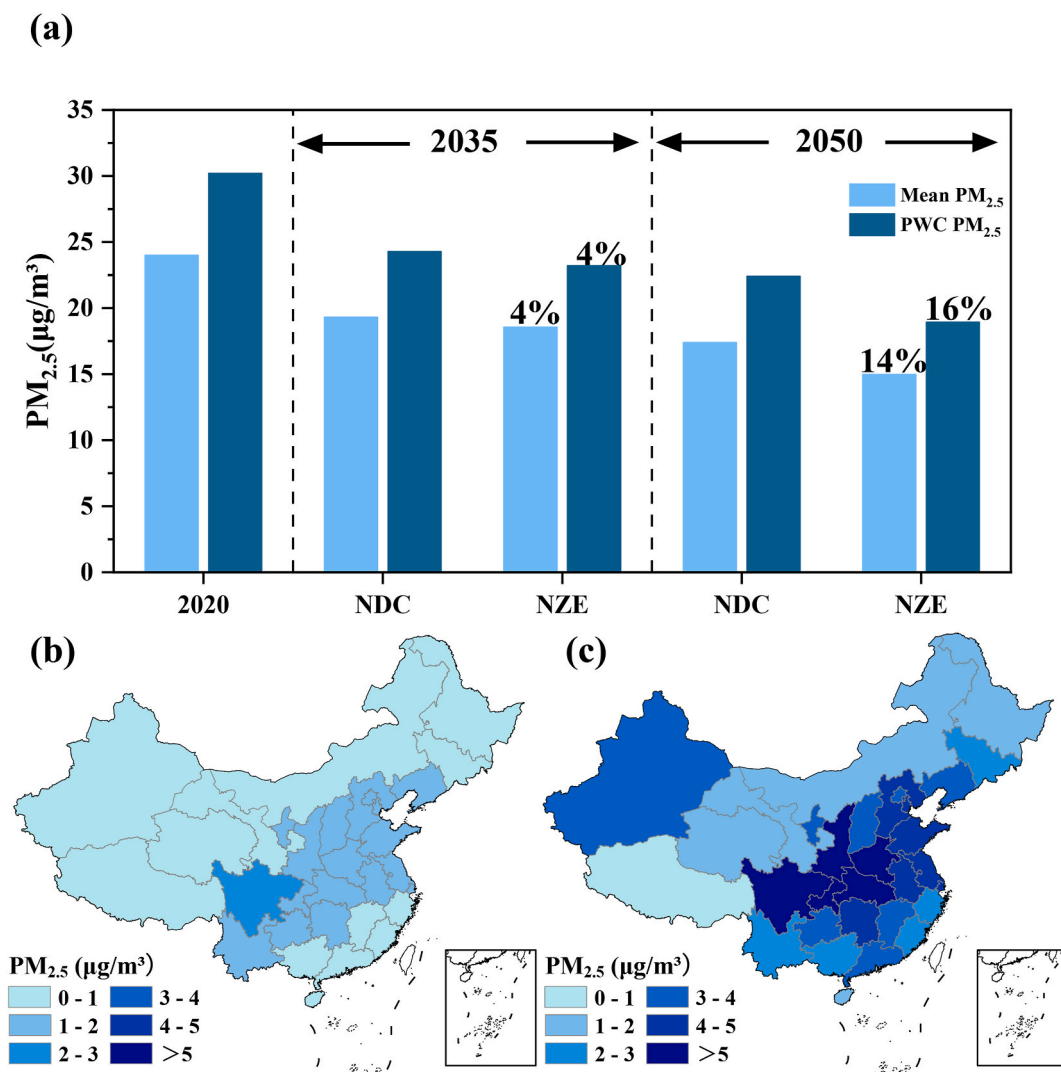 (a)
35
30
25
20
15
10
5
0
PM2.5(μg/m³)
2035
2050
Mean PM2.5
PWC PM2.5
4%
4%
14%
16%
2020
NDC
NZE
NDC
NZE
(b)
PM2.5 (μg/m³)
0 - 1
1 - 2
2 - 3
3 - 4
4 - 5
>5
(c)
PM2.5 (μg/m³)
0 - 1
1 - 2
2 - 3
3 - 4
4 - 5
>5